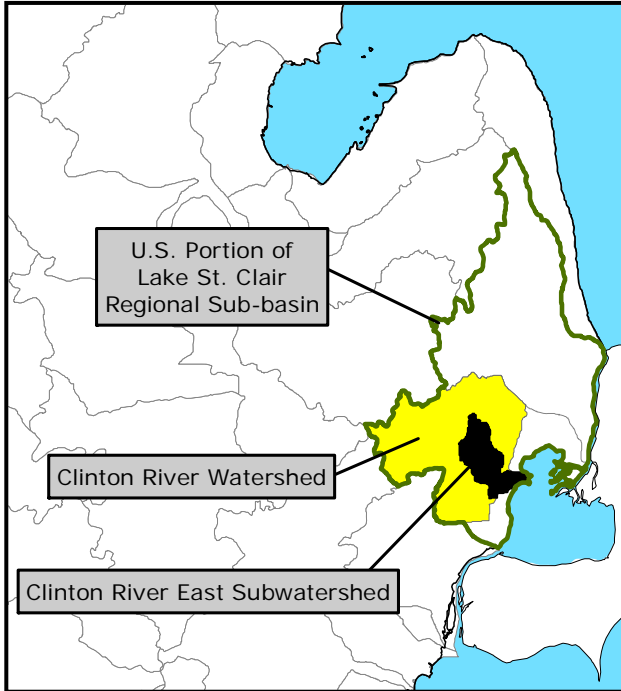 U.S. Portion of
Lake St. Clair
Regional Sub-basin
Clinton River Watershed
Clinton River East Subwatershed